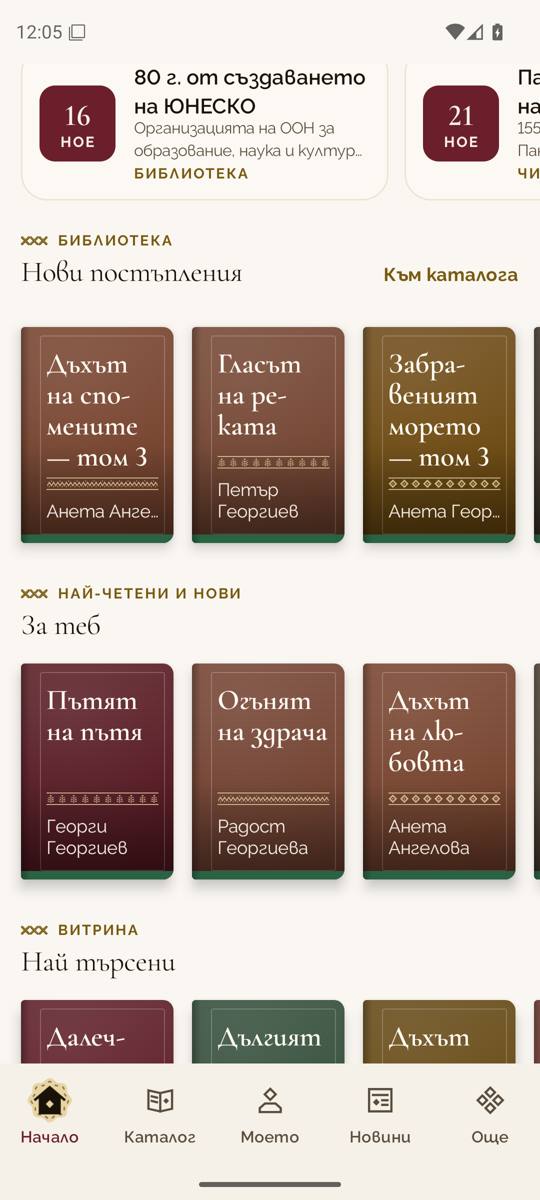 12:05
80 г. от създаването
на ЮНЕСКО
16
НОЕ
Организацията на ООН за
образование, наука и култур...
БИБЛИОТЕКА
21
НОЕ
БИБЛИОТЕКА
Нови постъпления
Към каталога
Дъхът
на спо-
мените
— том 3
Анета Анге...
Гласът
на ре-
ката
Петър
Георгиев
Забра-
веният
морето
— том 3
Анета Геор...
НАЙ-ЧЕТЕНИ И НОВИ
За теб
Пътят
на пътя
Георги
Георгиев
Огънят
на здрача
Радост
Георгиева
Дъхът
на лю-
бовта
Анета
Ангелова
ВИТРИНА
Най търсени
Далеч-
Дългият
Дъхът
Начало
Каталог
Моето
Новини
Още